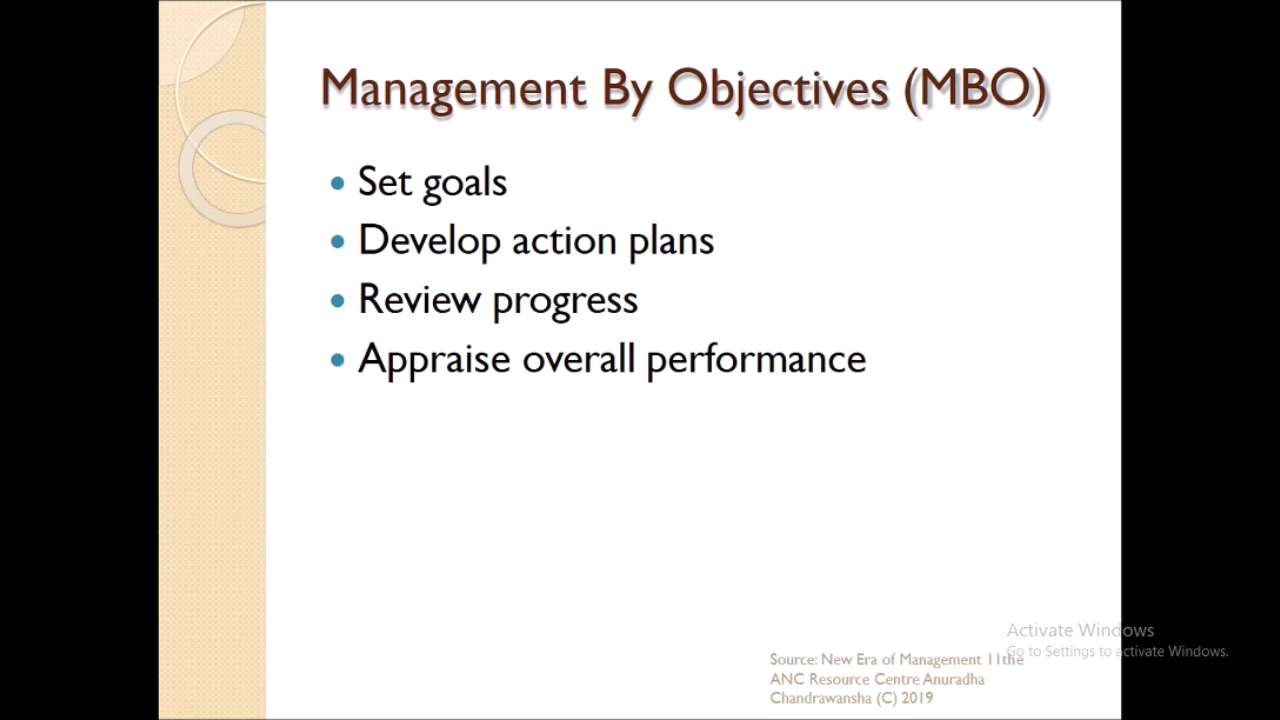 Management By Objectives (MBO)
Set goals
Develop action plans
Review progress
Appraise overall performance
Activate Windows
Go to Settings to activate Windows.
Source: New Era of Management 11the
ANC Resource Centre Anuradha
Chandrawansha (C) 2019